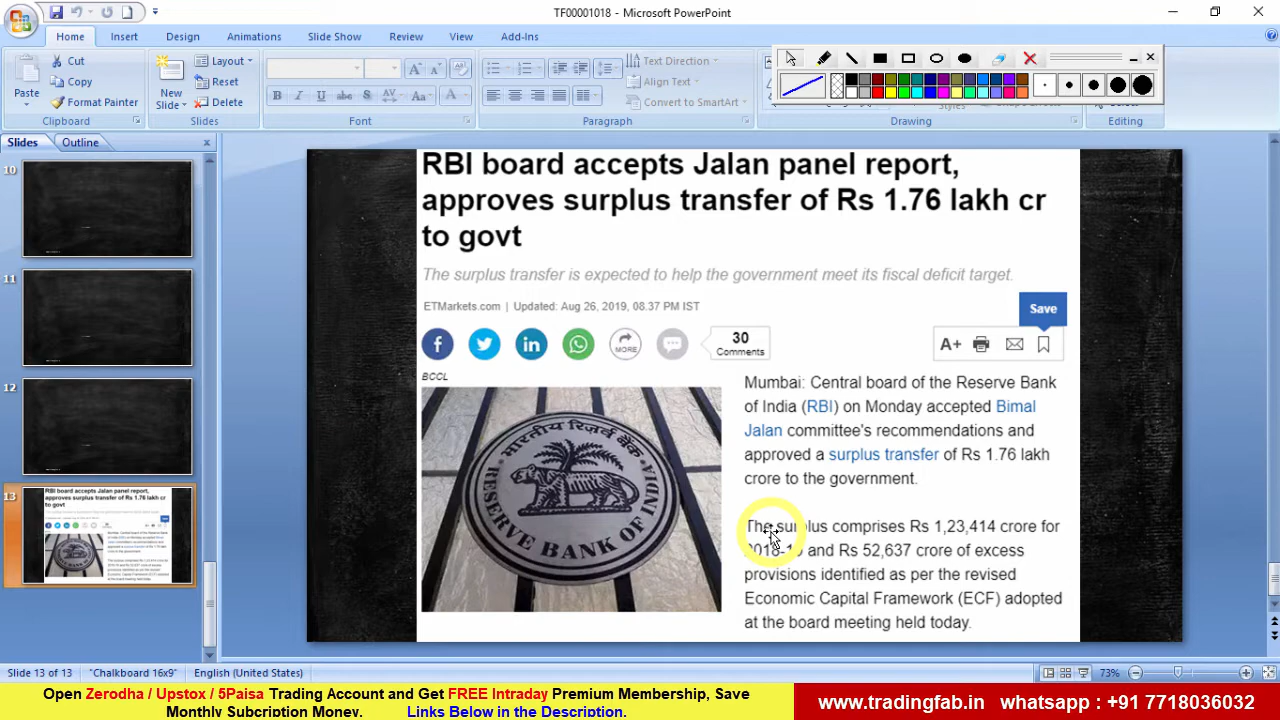 TF00001018 - Microsoft PowerPoint
Home Insert Design Animations Slide Show Review View Add-Ins
Paste
Cut
Copy
Format Painter
Clipboard
New Slide
Layout
Reset
Delete
Slides
Font
Text Direction
Align Text
Convert to SmartArt
Paragraph
Drawing
Editing
Slides Outline
10
11
12
13
RBI board accepts Jalan panel report,
approves surplus transfer of Rs 1.76 lakh cr
to govt
The surplus transfer is expected to help the government meet its fiscal deficit target.
ETMarkets.com | Updated: Aug 26, 2019, 08.37 PM IST
Save
MORE
30
Comments
A+
BCCL
भारतीय रिज़र्व बैंक
RESERVE BANK OF INDIA
Mumbai: Central board of the Reserve Bank
of India (RBI) on Monday accepted Bimal
Jalan committee's recommendations and
approved a surplus transfer of Rs 1.76 lakh
crore to the government.
The surplus comprises Rs 1,23,414 crore for
2018-19 and Rs 52,637 crore of excess
provisions identified as per the revised
Economic Capital Framework (ECF) adopted
at the board meeting held today.
Slide 13 of 13 "Chalkboard 16x9" English (United States) 73%
Open Zerodha / Upstox / 5Paisa Trading Account and Get FREE Intraday Premium Membership, Save
Monthly Subcription Money. Links Below in the Description.
www.tradingfab.in whatsapp : +91 7718036032